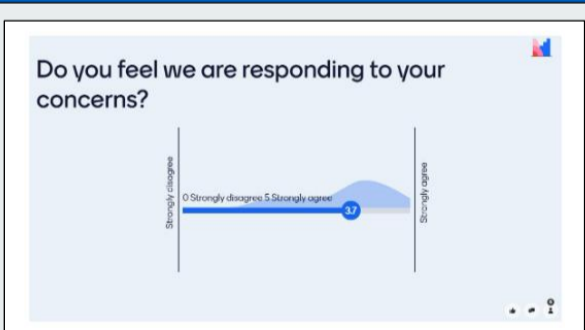 Do you feel we are responding to your
concerns?
Strongly disagree
0 Strongly disagree 5 Strongly agree
3.7
Strongly agree